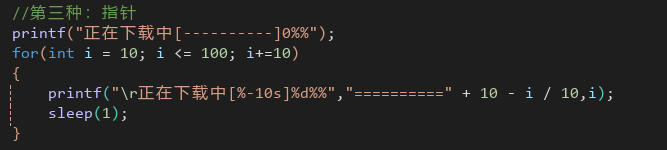 //第三种：指针
printf("正在下载中[----------]0%%");
for(int i = 10; i <= 100; i+=10)
{
    printf("\r正在下载中[%-10s]%d%%","==========" + 10 - i / 10,i);
    sleep(1);
}